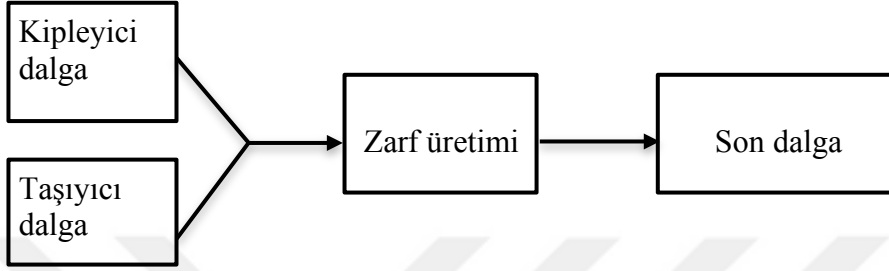 Kipleyici
dalga
Taşıyıcı
dalga
Zarf üretimi
Son dalga